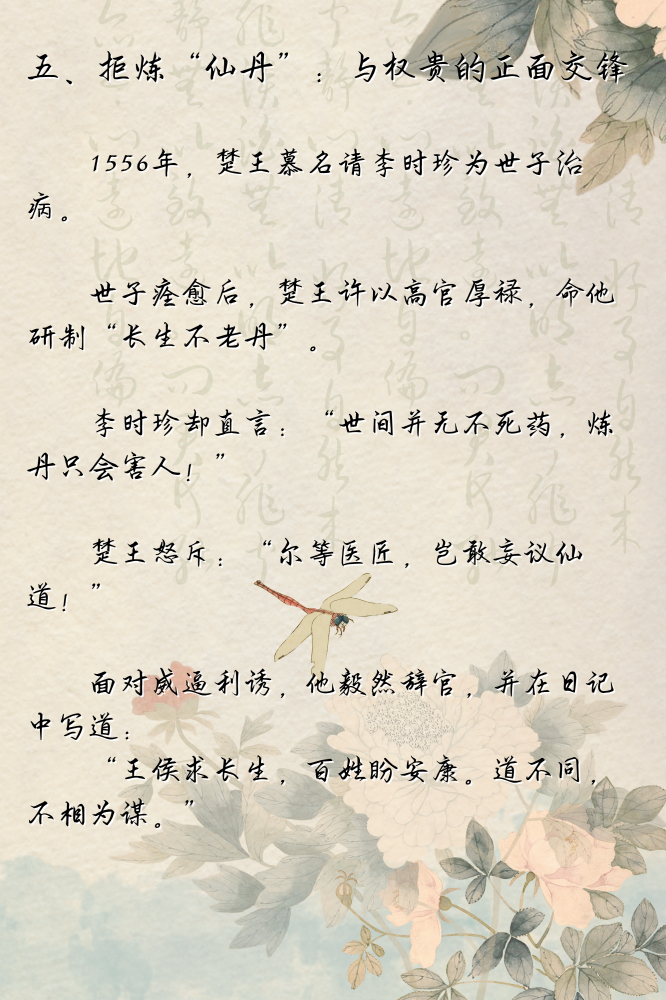 五、拒炼“仙丹”：与权贵的正面交锋
1556年，楚王慕名请李时珍为世子治
病。
世子痊愈后，楚王许以高官厚禄，命他
研制“长生不老丹”。
李时珍却直言：“世间并无不死药，炼
丹只会害人！”
楚王怒斥：“尔等医匠，岂敢妄议仙
道！”
面对威逼利诱，他毅然辞官，并在日记
中写道：
“王侯求长生，百姓盼安康。道不同，
不相为谋。”